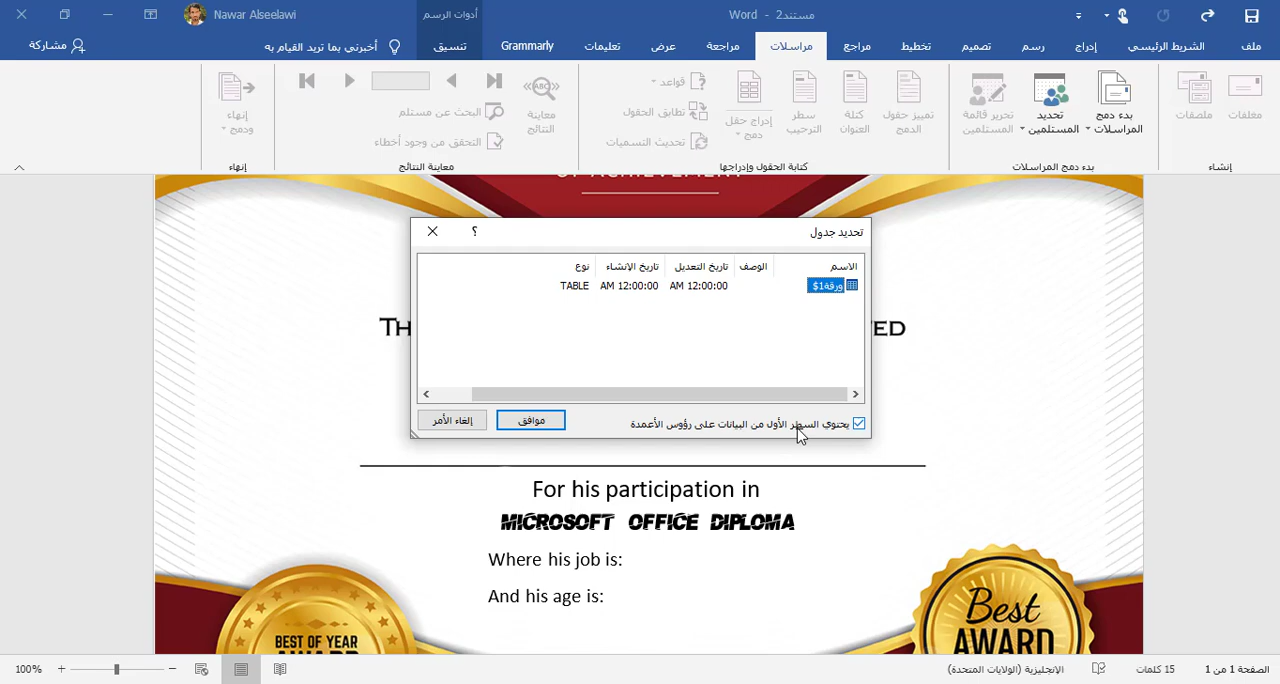 Nawar Alseelawi
أدوات الرسم
مستند2 - Word
ملف
الشريط الرئيسي
إدراج
رسم
تصميم
تخطيط
مراجع
مراسلات
مراجعة
عرض
تعليمات
Grammarly
تنسيق
أخبرني بما تريد القيام به
مشاركة
مغلفات
ملصقات
إنشاء
بدء دمج
المراسلات
تحديد
المستلمين
تحرير قائمة
المستلمين
بدء دمج المراسلات
تمييز حقول
الدمج
كتلة
العنوان
سطر
الترحيب
إدراج حقل
دمج
قواعد
تطابق الحقول
تحديث التسميات
كتابة الحقول وإدراجها
ABC
معاينة
النتائج
البحث عن مستلم
التحقق من وجود أخطاء
معاينة النتائج
إنهاء
ودمج
إنهاء
OF ACHIEVEMENT
تحديد جدول
؟
الاسم
الوصف
تاريخ التعديل
تاريخ الإنشاء
نوع
ورقة1$
12:00:00 AM
12:00:00 AM
TABLE
يحتوي السطر الأول من البيانات على رؤوس الأعمدة
موافق
إلغاء الأمر
For his participation in
MICROSOFT OFFICE DIPLOMA
Where his job is:
And his age is:
BEST OF YEAR
AWARD
Best
AWARD
الصفحة 1 من 1
15 كلمات
الإنجليزية (الولايات المتحدة)
100%